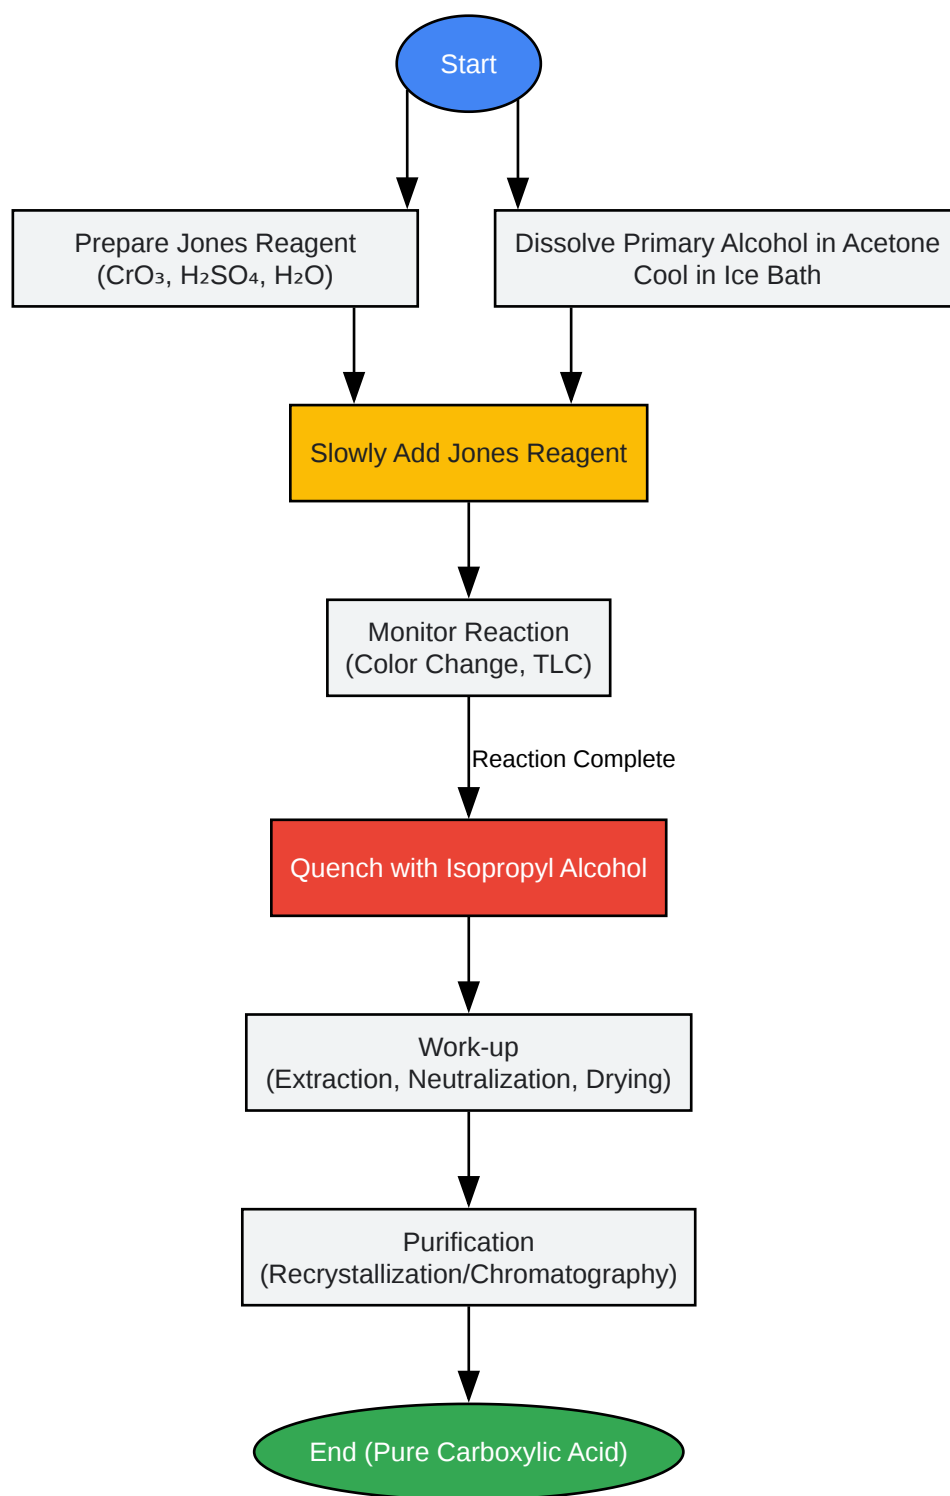 Start
Prepare Jones Reagent
(CrO₃, H₂SO₄, H₂O)
Dissolve Primary Alcohol in Acetone
Cool in Ice Bath
Slowly Add Jones Reagent
Monitor Reaction
(Color Change, TLC)
Reaction Complete
Quench with Isopropyl Alcohol
Work-up
(Extraction, Neutralization, Drying)
Purification
(Recrystallization/Chromatography)
End (Pure Carboxylic Acid)